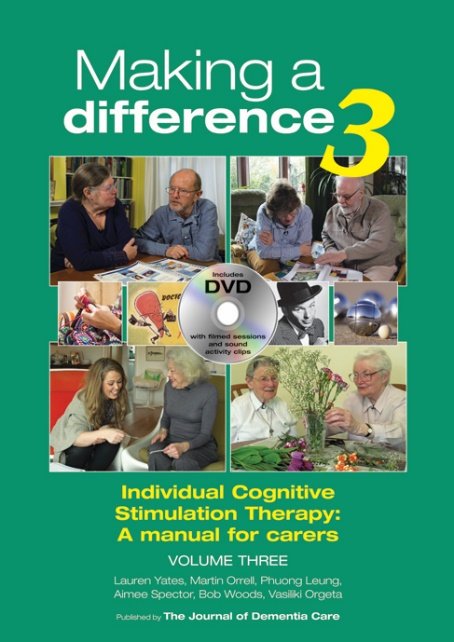 Making a
difference 3
Includes
DVD
with filmed sessions
and sound
activity clips
Individual Cognitive
Stimulation Therapy:
A manual for carers
VOLUME THREE
Lauren Yates, Martin Orrell, Phuong Leung,
Aimee Spector, Bob Woods, Vasiliki Orgeta
Published by The Journal of Dementia Care